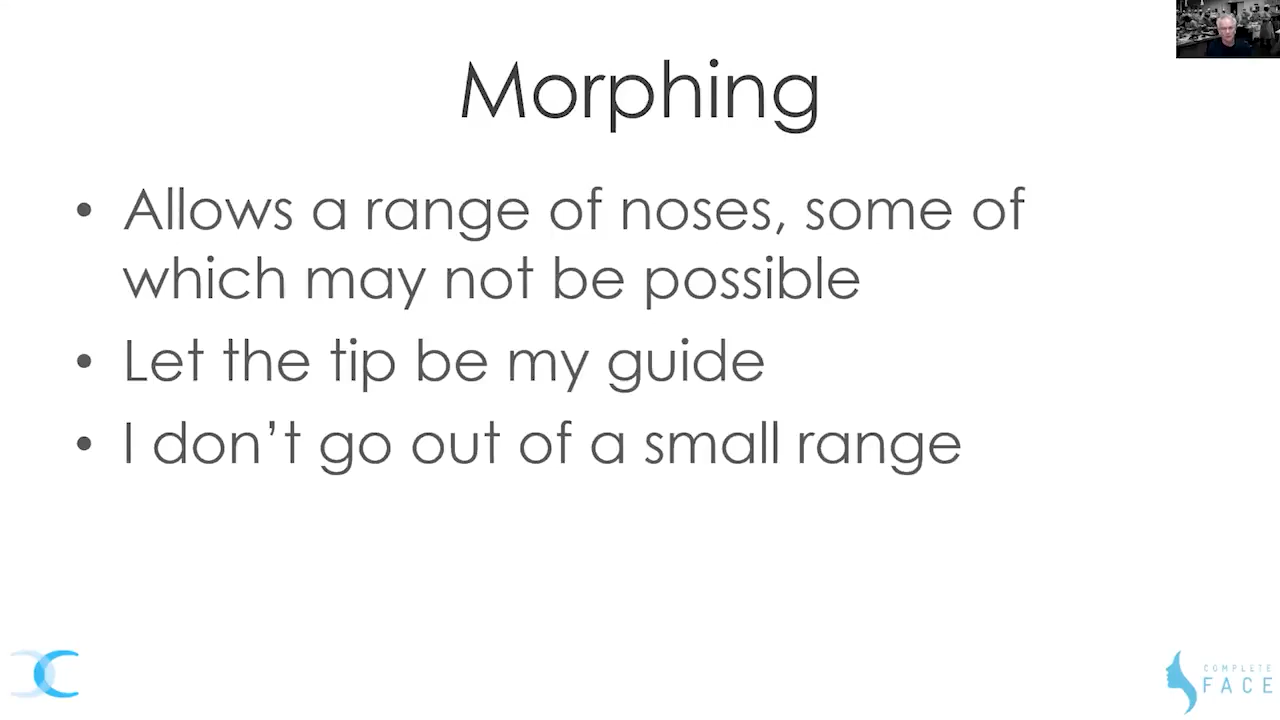 Morphing
• Allows a range of noses, some of
which may not be possible
• Let the tip be my guide
• I don’t go out of a small range
COMPLETE
FACE